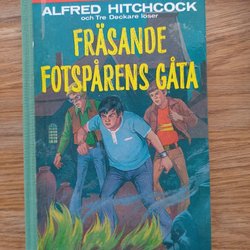 ALFRED HITCHCOCK
och Tre Deckare löser
FRÄSANDE
FOTSPÅRENS GÅTA